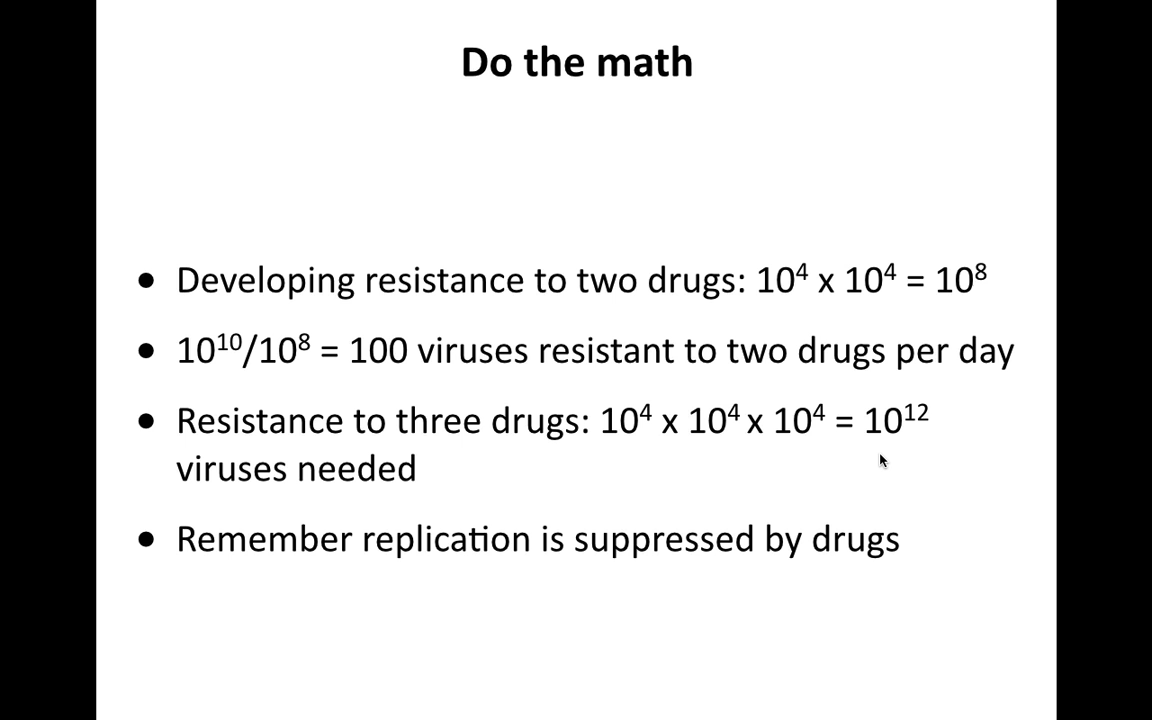 Do the math
• Developing resistance to two drugs: 10⁴ x 10⁴ = 10⁸
• 10¹⁰/10⁸ = 100 viruses resistant to two drugs per day
• Resistance to three drugs: 10⁴ x 10⁴ x 10⁴ = 10¹²
viruses needed
• Remember replication is suppressed by drugs